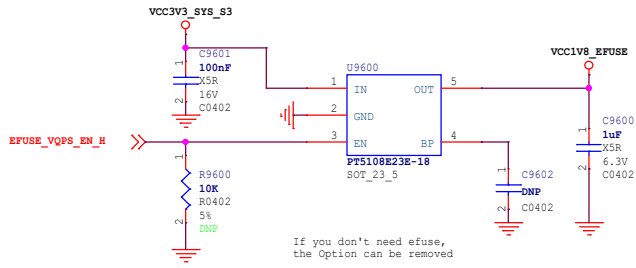 VCC3V3_SYS_S3
C9601
100nF
X5R
16V
C0402
1
2
U9600
1 IN OUT 5
2 GND
3 EN BP 4
PT5108E23E-18
SOT_23_5
VCC1V8_EFUSE
C9600
1uF
X5R
6.3V
C0402
1
2
EFUSE_VQPS_EN_H
R9600
10K
R0402
5%
DNP
1
2
C9602
DNP
C0402
1
2
If you don't need efuse,
the Option can be removed